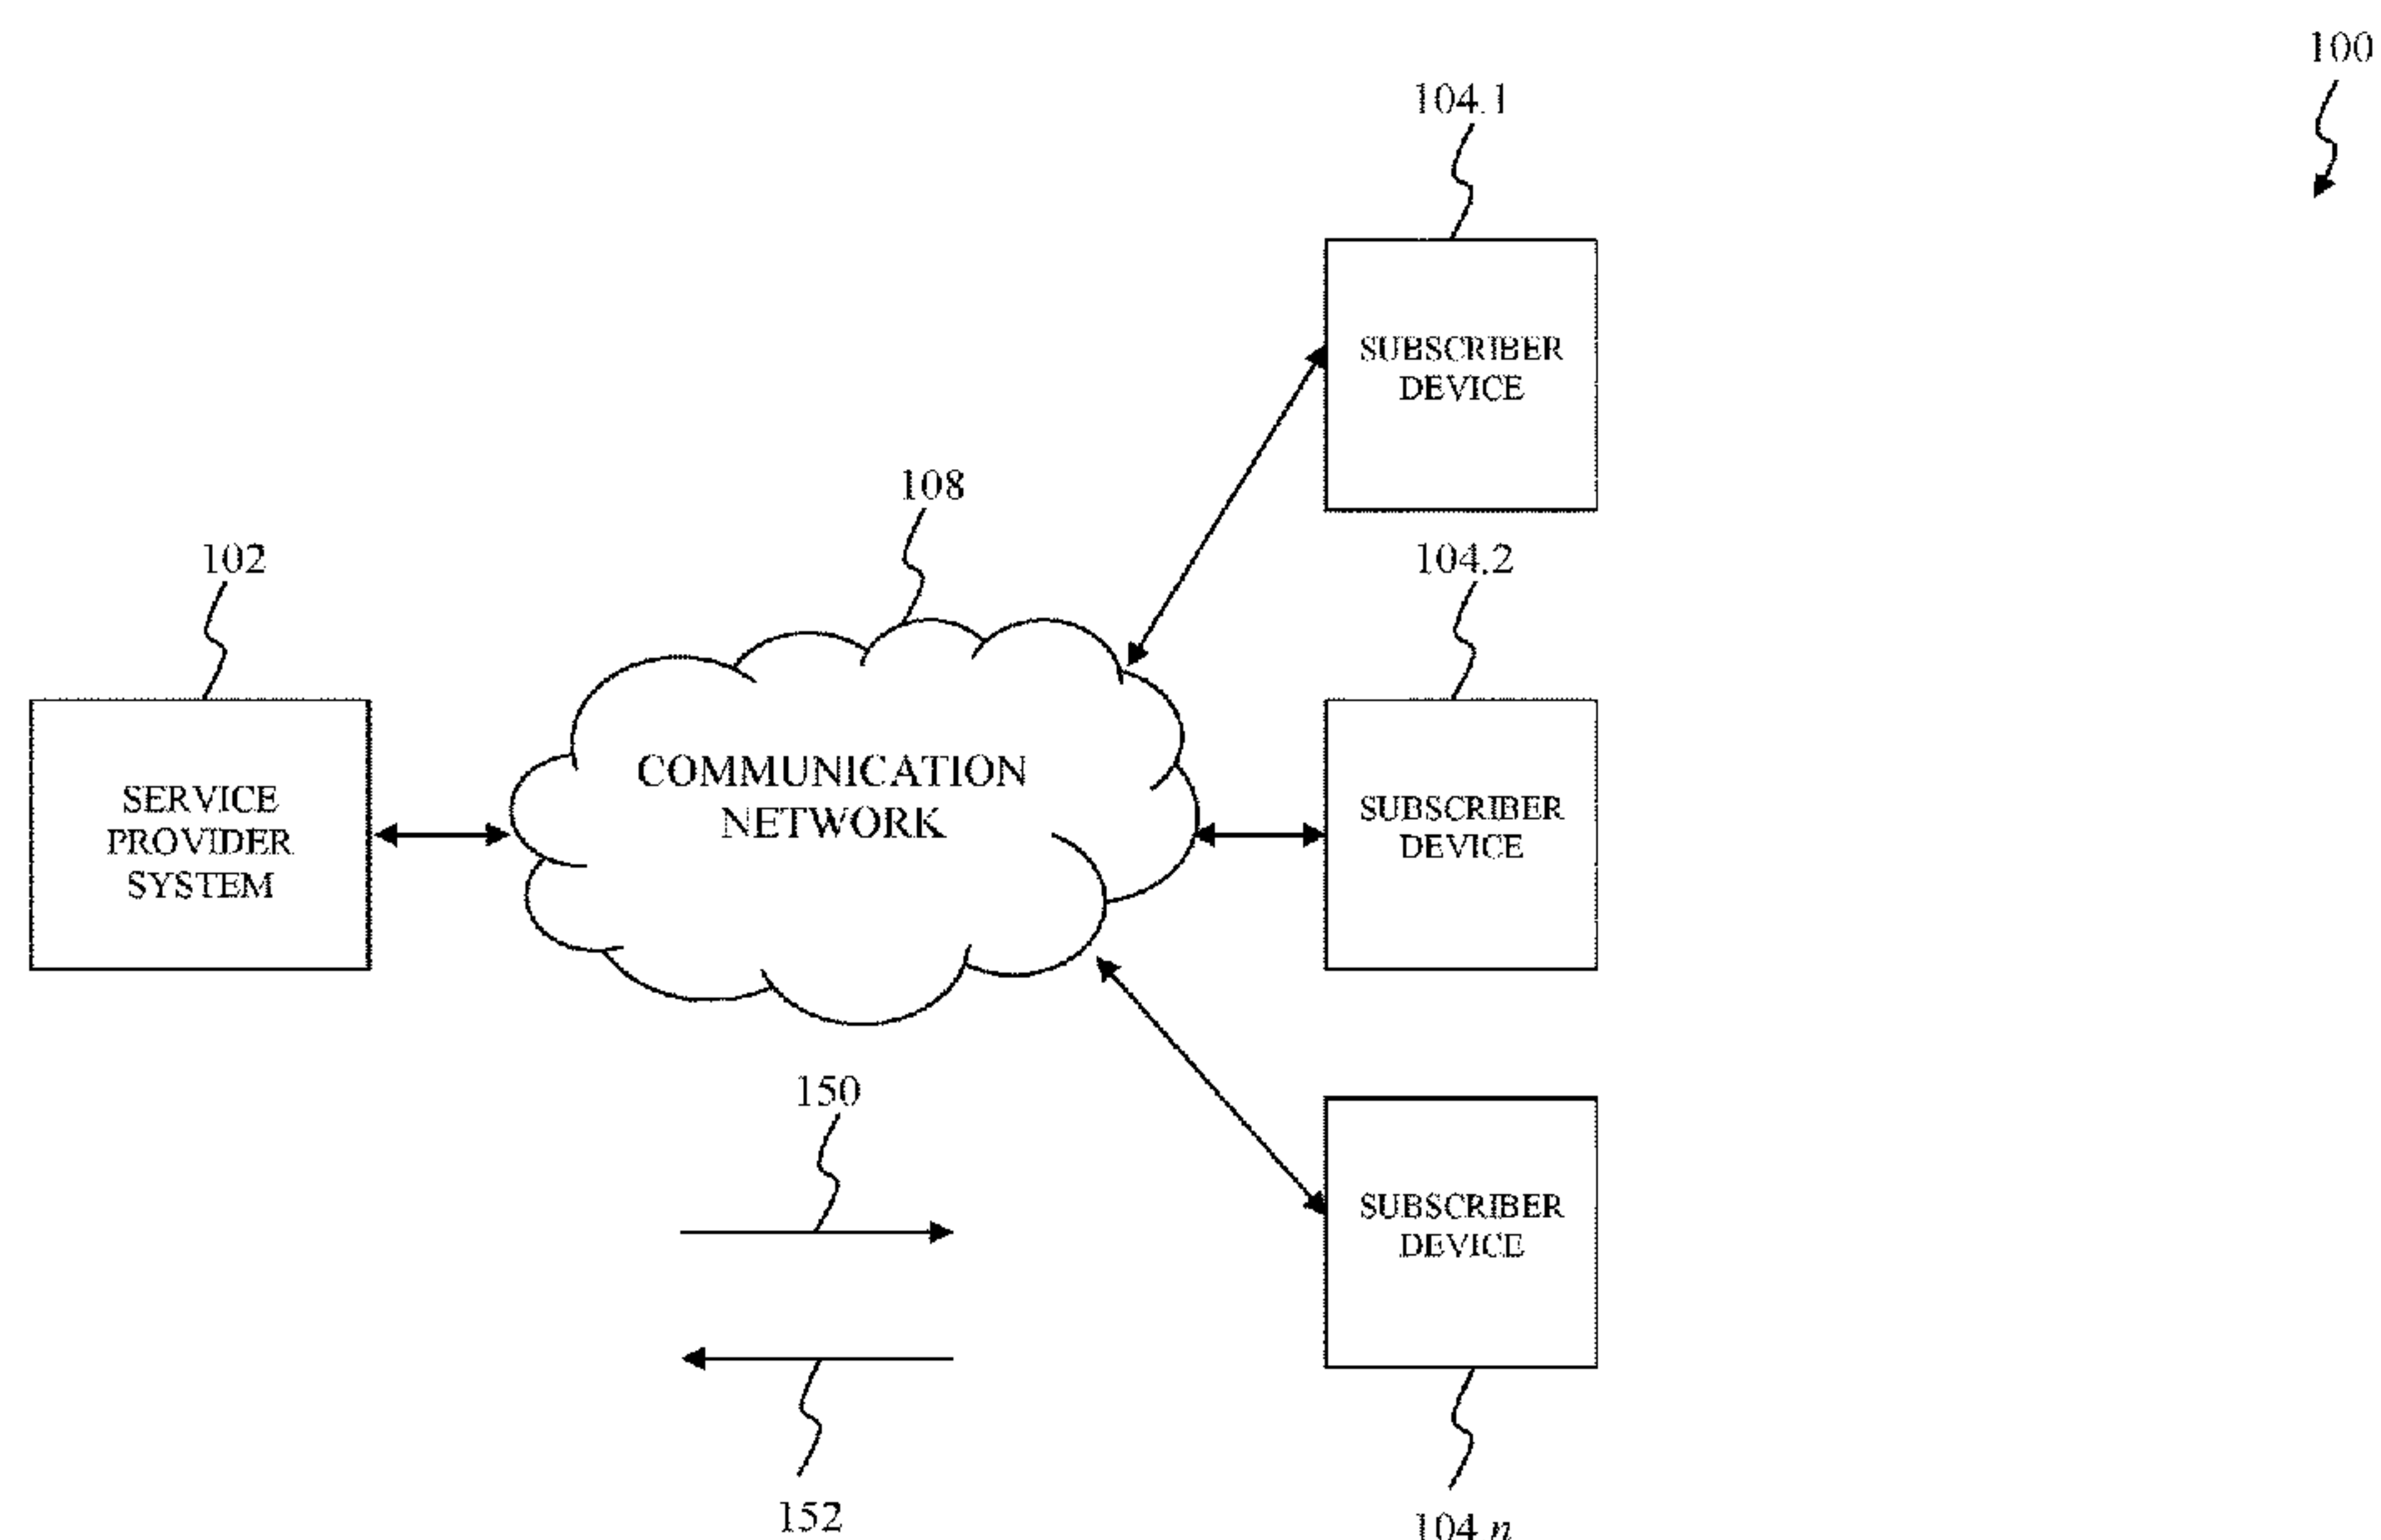 100
104.1
SUBSCRIBER
DEVICE
108
102
104.2
COMMUNICATION
NETWORK
SERVICE
PROVIDER
SYSTEM
SUBSCRIBER
DEVICE
150
SUBSCRIBER
DEVICE
152
104.n